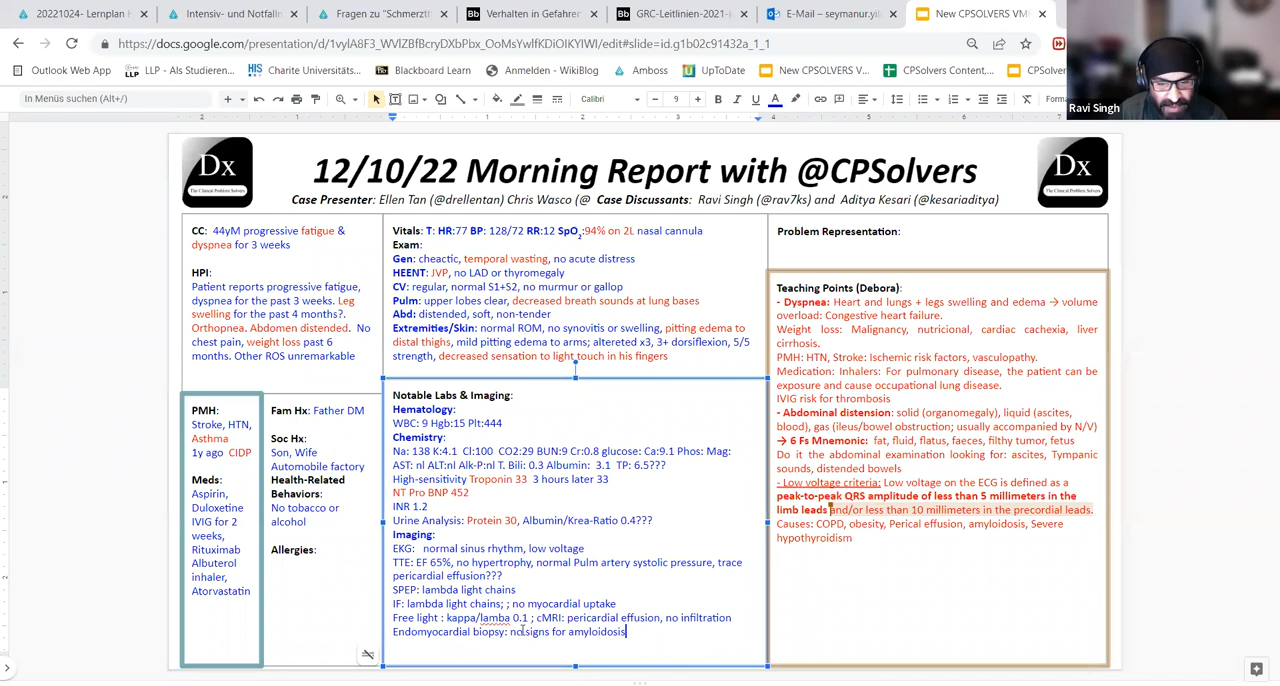 20221024- Lernplan H
Intensiv- und Notfalln
Fragen zu "Schmerzth
Bb Verhalten in Gefahren
Bb GRC-Leitlinien-2021-
E-Mail – seymanur.yil
New CPSOLVERS VMR
Ravi Singh
Outlook Web App
LLP LLP - Als Studieren...
HIS Charite Universitäts...
Blackboard Learn
Anmelden - WikiBlog
Amboss
UpToDate
New CPSOLVERS V...
CPSolvers Content,...
CPSolver
In Menüs suchen (Alt+/)
Calibri
9
B I U A
Forma
Dx
The Clinical Problem Solvers
12/10/22 Morning Report with @CPSolvers
Case Presenter: Ellen Tan (@drellentan) Chris Wasco (@ Case Discussants: Ravi Singh (@rav7ks) and Aditya Kesari (@kesariaditya)
Dx
The Clinical Problem Solvers
CC: 44yM progressive fatigue &
dyspnea for 3 weeks
HPI:
Patient reports progressive fatigue,
dyspnea for the past 3 weeks. Leg
swelling for the past 4 months?.
Orthopnea. Abdomen distended. No
chest pain, weight loss past 6
months. Other ROS unremarkable
PMH:
Stroke, HTN,
Asthma
1y ago CIDP
Meds:
Aspirin,
Duloxetine
IVIG for 2
weeks,
Rituximab
Albuterol
inhaler,
Atorvastatin
Fam Hx: Father DM
Soc Hx:
Son, Wife
Automobile factory
Health-Related
Behaviors:
No tobacco or
alcohol
Allergies:
Vitals: T: HR:77 BP: 128/72 RR:12 SpO2:94% on 2L nasal cannula
Exam:
Gen: cheactic, temporal wasting, no acute distress
HEENT: JVP, no LAD or thyromegaly
CV: regular, normal S1+S2, no murmur or gallop
Pulm: upper lobes clear, decreased breath sounds at lung bases
Abd: distended, soft, non-tender
Extremities/Skin: normal ROM, no synovitis or swelling, pitting edema to
distal thighs, mild pitting edema to arms; altereted x3, 3+ dorsiflexion, 5/5
strength, decreased sensation to light touch in his fingers
Notable Labs & Imaging:
Hematology:
WBC: 9 Hgb:15 Plt:444
Chemistry:
Na: 138 K:4.1 Cl:100 CO2:29 BUN:9 Cr:0.8 glucose: Ca:9.1 Phos: Mag:
AST: nl ALT:nl Alk-P:nl T. Bili: 0.3 Albumin: 3.1 TP: 6.5???
High-sensitivity Troponin 33 3 hours later 33
NT Pro BNP 452
INR 1.2
Urine Analysis: Protein 30, Albumin/Krea-Ratio 0.4???
Imaging:
EKG: normal sinus rhythm, low voltage
TTE: EF 65%, no hypertrophy, normal Pulm artery systolic pressure, trace
pericardial effusion???
SPEP: lambda light chains
IF: lambda light chains; ; no myocardial uptake
Free light : kappa/lamba 0.1 ; cMRI: pericardial effusion, no infiltration
Endomyocardial biopsy: no signs for amyloidosis
Problem Representation:
Teaching Points (Debora):
- Dyspnea: Heart and lungs + legs swelling and edema → volume
overload: Congestive heart failure.
Weight loss: Malignancy, nutricional, cardiac cachexia, liver
cirrhosis.
PMH: HTN, Stroke: Ischemic risk factors, vasculopathy.
Medication: Inhalers: For pulmonary disease, the patient can be
exposure and cause occupational lung disease.
IVIG risk for thrombosis
- Abdominal distension: solid (organomegaly), liquid (ascites,
blood), gas (ileus/bowel obstruction; usually accompanied by N/V)
→ 6 Fs Mnemonic: fat, fluid, flatus, faeces, filthy tumor, fetus
Do it the abdominal examination looking for: ascites, Tympanic
sounds, distended bowels
- Low voltage criteria: Low voltage on the ECG is defined as a
peak-to-peak QRS amplitude of less than 5 millimeters in the
limb leads and/or less than 10 millimeters in the precordial leads.
Causes: COPD, obesity, Perical effusion, amyloidosis, Severe
hypothyroidism